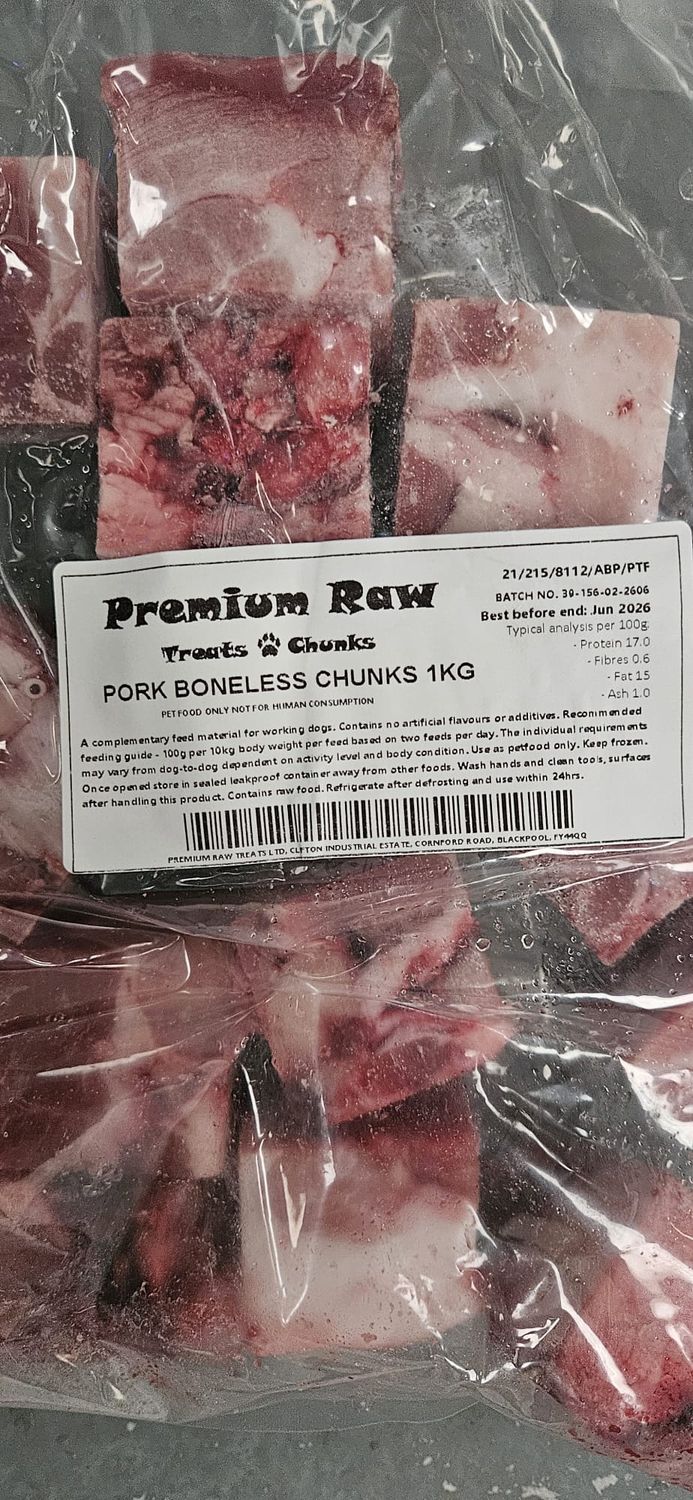 Premium Raw
Treats Chunks
PORK BONELESS CHUNKS 1KG
PET FOOD ONLY NOT FOR HUMAN CONSUMPTION
21/215/8112/ABP/PTF
BATCH NO. 39-156-02-2606
Best before end: Jun 2026
Typical analysis per 100g:
- Protein 17.0
- Fibres 0.6
- Fat 15
- Ash 1.0
A complementary feed material for working dogs. Contains no artificial flavours or additives. Recommended
feeding guide - 100g per 10kg body weight per feed based on two feeds per day. The individual requirements
may vary from dog-to-dog dependent on activity level and body condition. Use as petfood only. Keep frozen.
Once opened store in sealed leakproof container away from other foods. Wash hands and clean tools, surfaces
after handling this product. Contains raw food. Refrigerate after defrosting and use within 24hrs.
PREMIUM RAW TREATS LTD, CLIFTON INDUSTRIAL ESTATE, CORNFORD ROAD, BLACKPOOL, FY44QQ